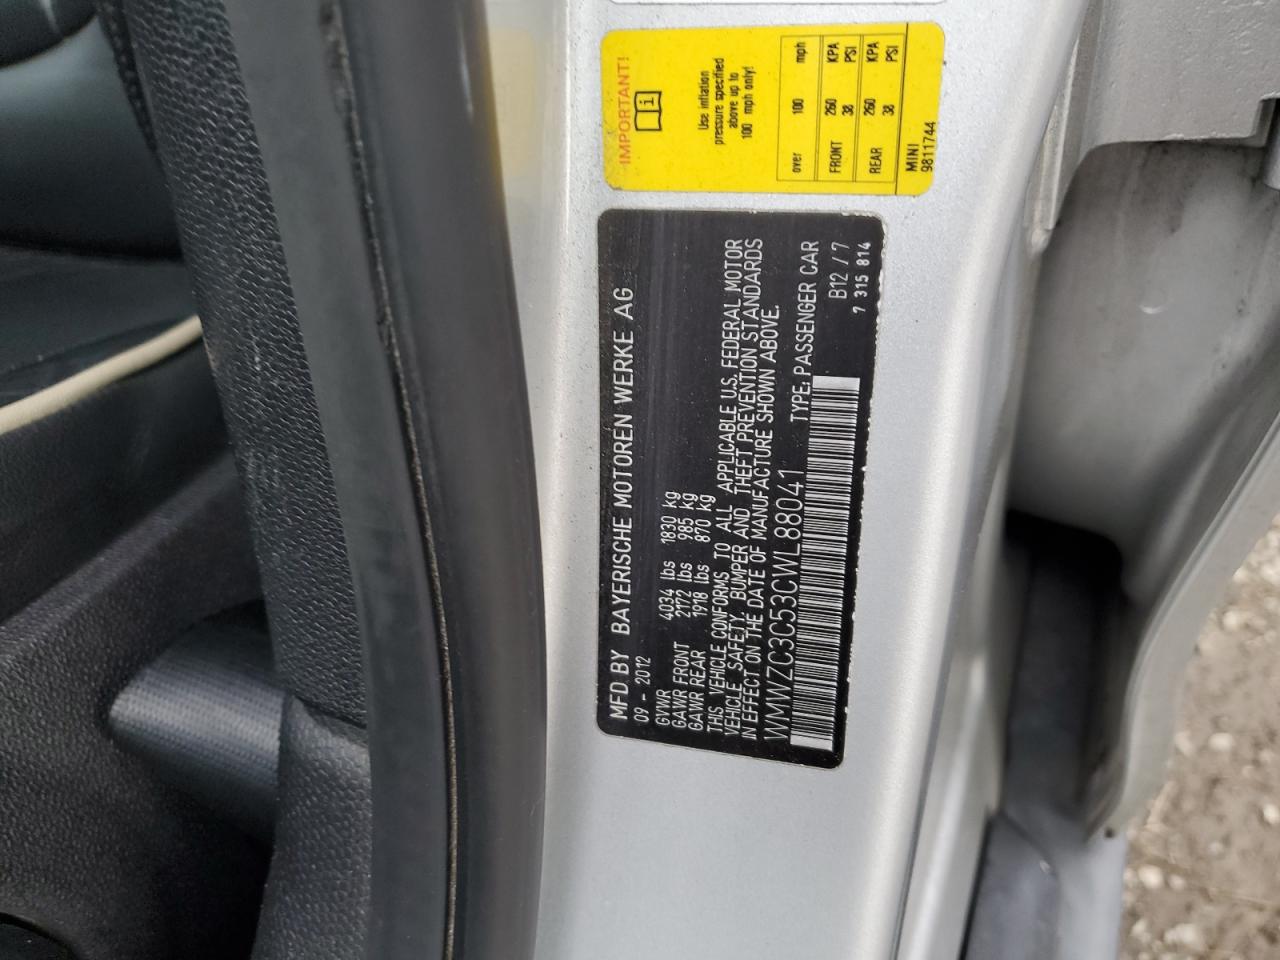 IMPORTANT!
Use inflation
pressure specified
above up to
100 mph only!
over 100 mph
FRONT 260 KPA
38 PSI
REAR 260 KPA
38 PSI
MINI
9811744
MFD BY BAYERISCHE MOTOREN WERKE AG
09 - 2012
GVWR 4034 lbs 1830 kg
GAWR FRONT 2172 lbs 985 kg
GAWR REAR 1918 lbs 870 kg
THIS VEHICLE CONFORMS TO ALL APPLICABLE U.S. FEDERAL MOTOR
VEHICLE SAFETY, BUMPER AND THEFT PREVENTION STANDARDS
IN EFFECT ON THE DATE OF MANUFACTURE SHOWN ABOVE.
WMWZC3C53CWL88041 TYPE: PASSENGER CAR
B12 / 7
7 315 814